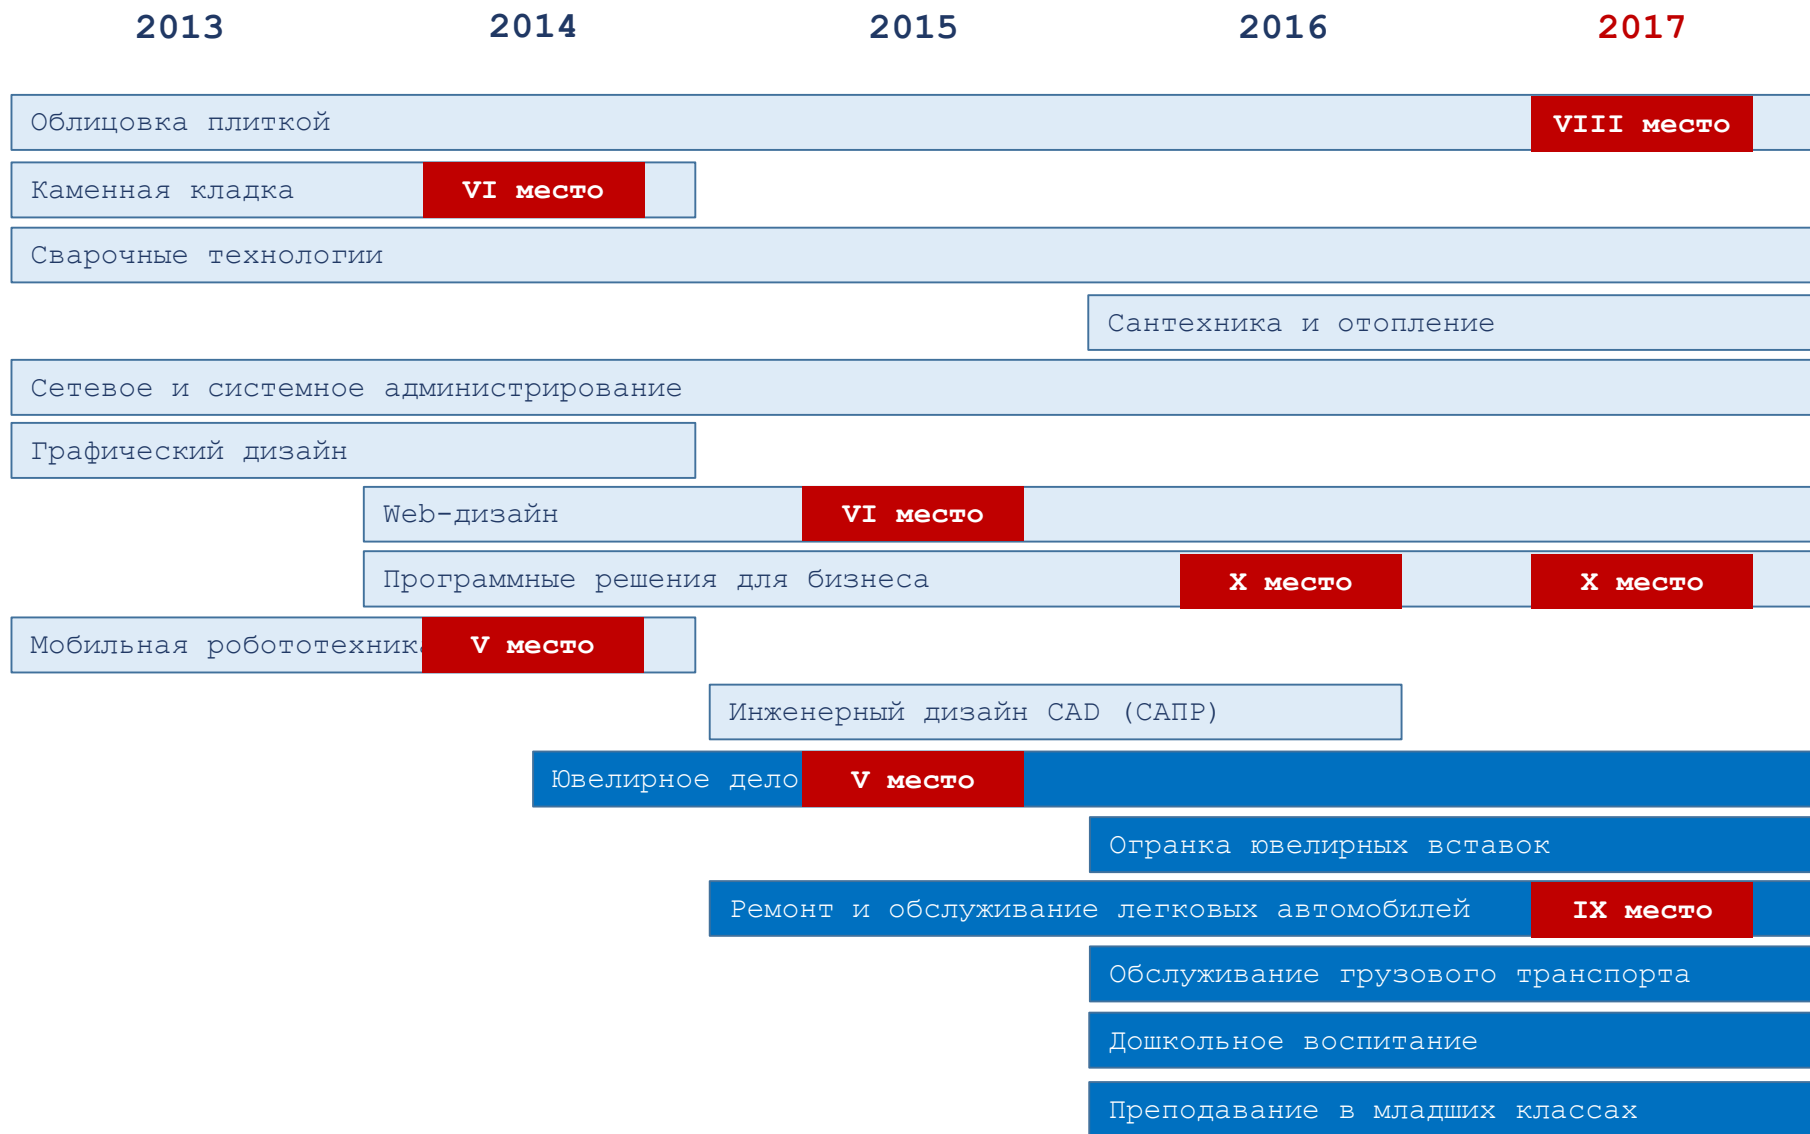 2013 2014 2015 2016 2017
Облицовка плиткой VIII место
Каменная кладка VI место
Сварочные технологии
Сантехника и отопление
Сетевое и системное администрирование
Графический дизайн
Web-дизайн VI место
Программные решения для бизнеса X место X место
Мобильная робототехника V место
Инженерный дизайн CAD (САПР)
Ювелирное дело V место
Огранка ювелирных вставок
Ремонт и обслуживание легковых автомобилей IX место
Обслуживание грузового транспорта
Дошкольное воспитание
Преподавание в младших классах